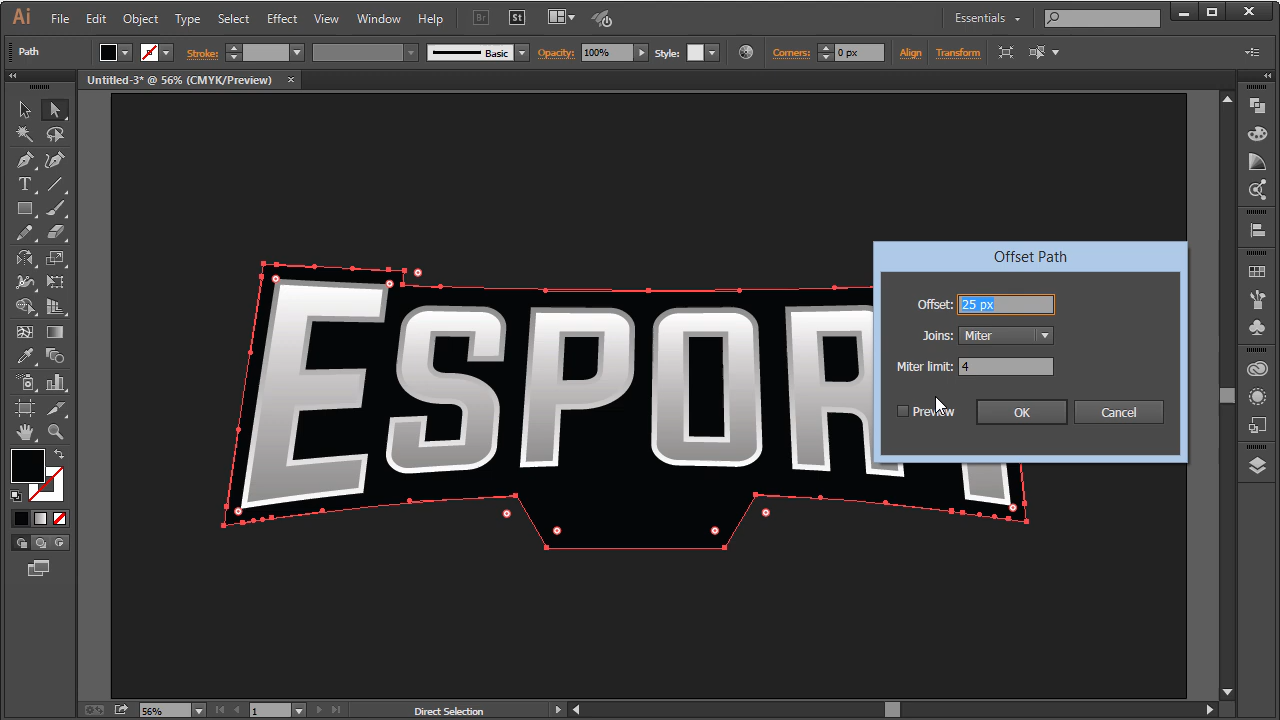 Ai File Edit Object Type Select Effect View Window Help Br St Essentials
Path Stroke: Basic Opacity: 100% Style: Corners: 0 px Align Transform
Untitled-3* @ 56% (CMYK/Preview)
Offset Path
Offset: 25 px
Joins: Miter
Miter limit: 4
Preview OK Cancel
ESPOR
56% 1 Direct Selection